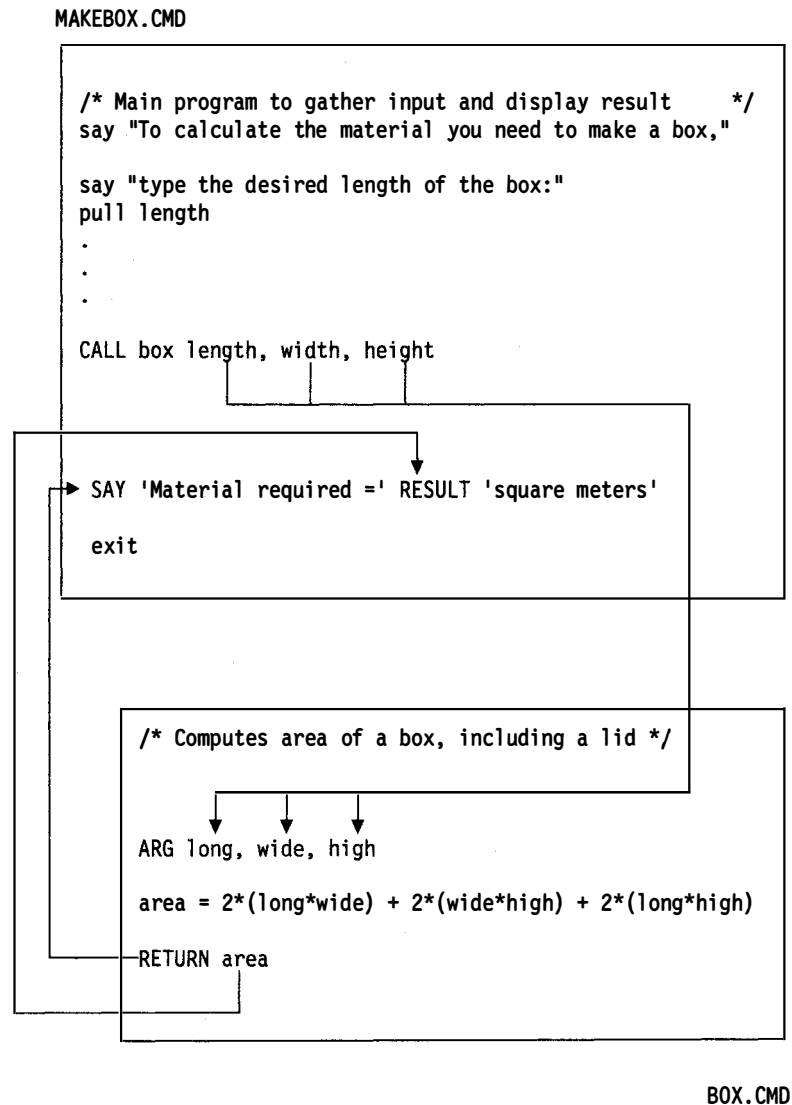 MAKEBOX.CMD
/* Main program to gather input and display result */
say "To calculate the material you need to make a box,"
say "type the desired length of the box:"
pull length
.
.
.
CALL box length, width, height
SAY 'Material required =' RESULT 'square meters'
exit
/* Computes area of a box, including a lid */
ARG long, wide, high
area = 2*(long*wide) + 2*(wide*high) + 2*(long*high)
RETURN area
BOX.CMD